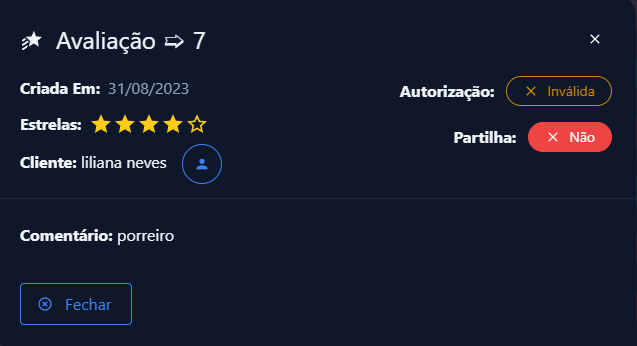 Avaliação ➩ 7
Criada Em: 31/08/2023
Autorização: Inválida
Estrelas:
Partilha: Não
Cliente: liliana neves
Comentário: porreiro
Fechar